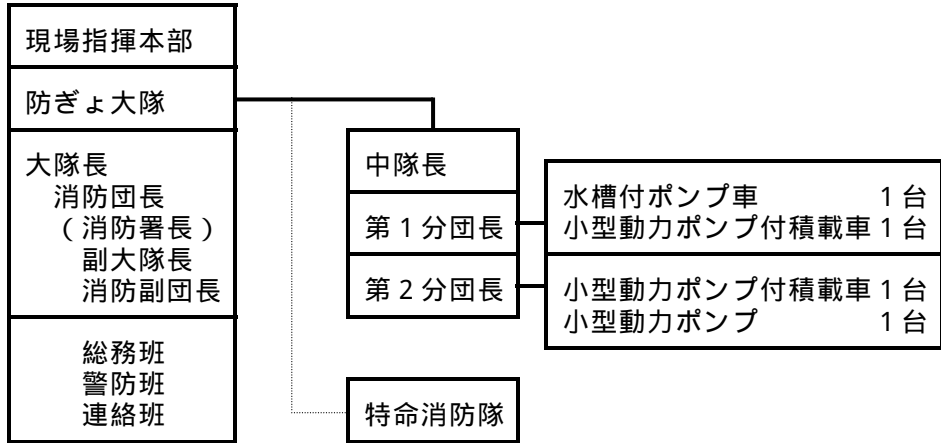 現場指揮本部
防ぎょ大隊
大隊長
消防団長
(消防署長)
副大隊長
消防副団長
総務班
警防班
連絡班
中隊長
第1分団長
第2分団長
水槽付ポンプ車 1台
小型動力ポンプ付積載車1台
小型動力ポンプ付積載車1台
小型動力ポンプ 1台
特命消防隊